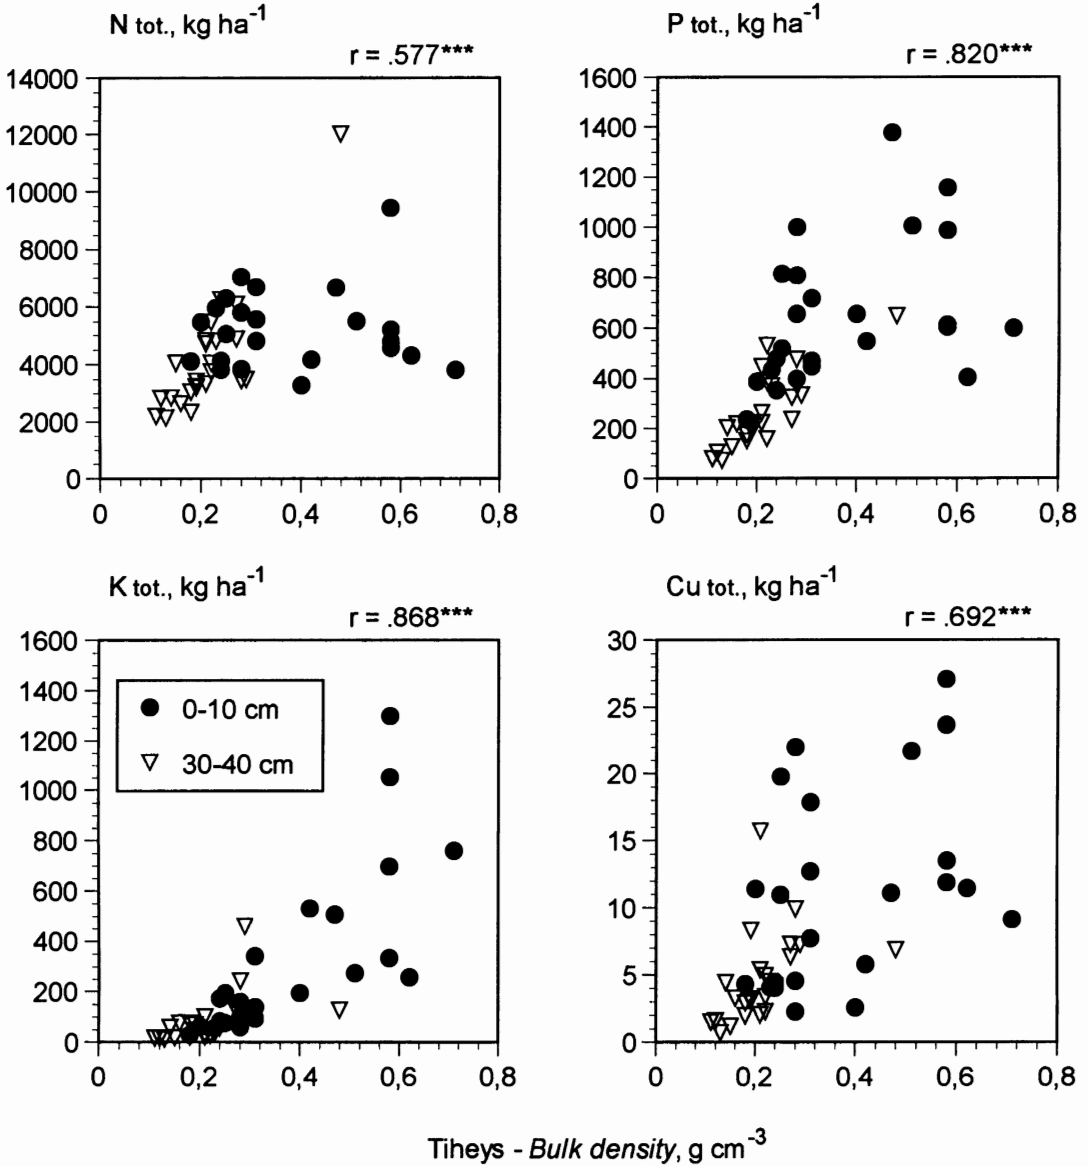 N tot., kg ha⁻¹
r = .577***
14000
12000
10000
8000
6000
4000
2000
0
0 0,2 0,4 0,6 0,8
P tot., kg ha⁻¹
r = .820***
1600
1400
1200
1000
800
600
400
200
0
0 0,2 0,4 0,6 0,8
K tot., kg ha⁻¹
r = .868***
1600
1400
1200
1000
800
600
400
200
0
0-10 cm
30-40 cm
0 0,2 0,4 0,6 0,8
Cu tot., kg ha⁻¹
r = .692***
30
25
20
15
10
5
0
0 0,2 0,4 0,6 0,8
Tiheys - Bulk density, g cm⁻³